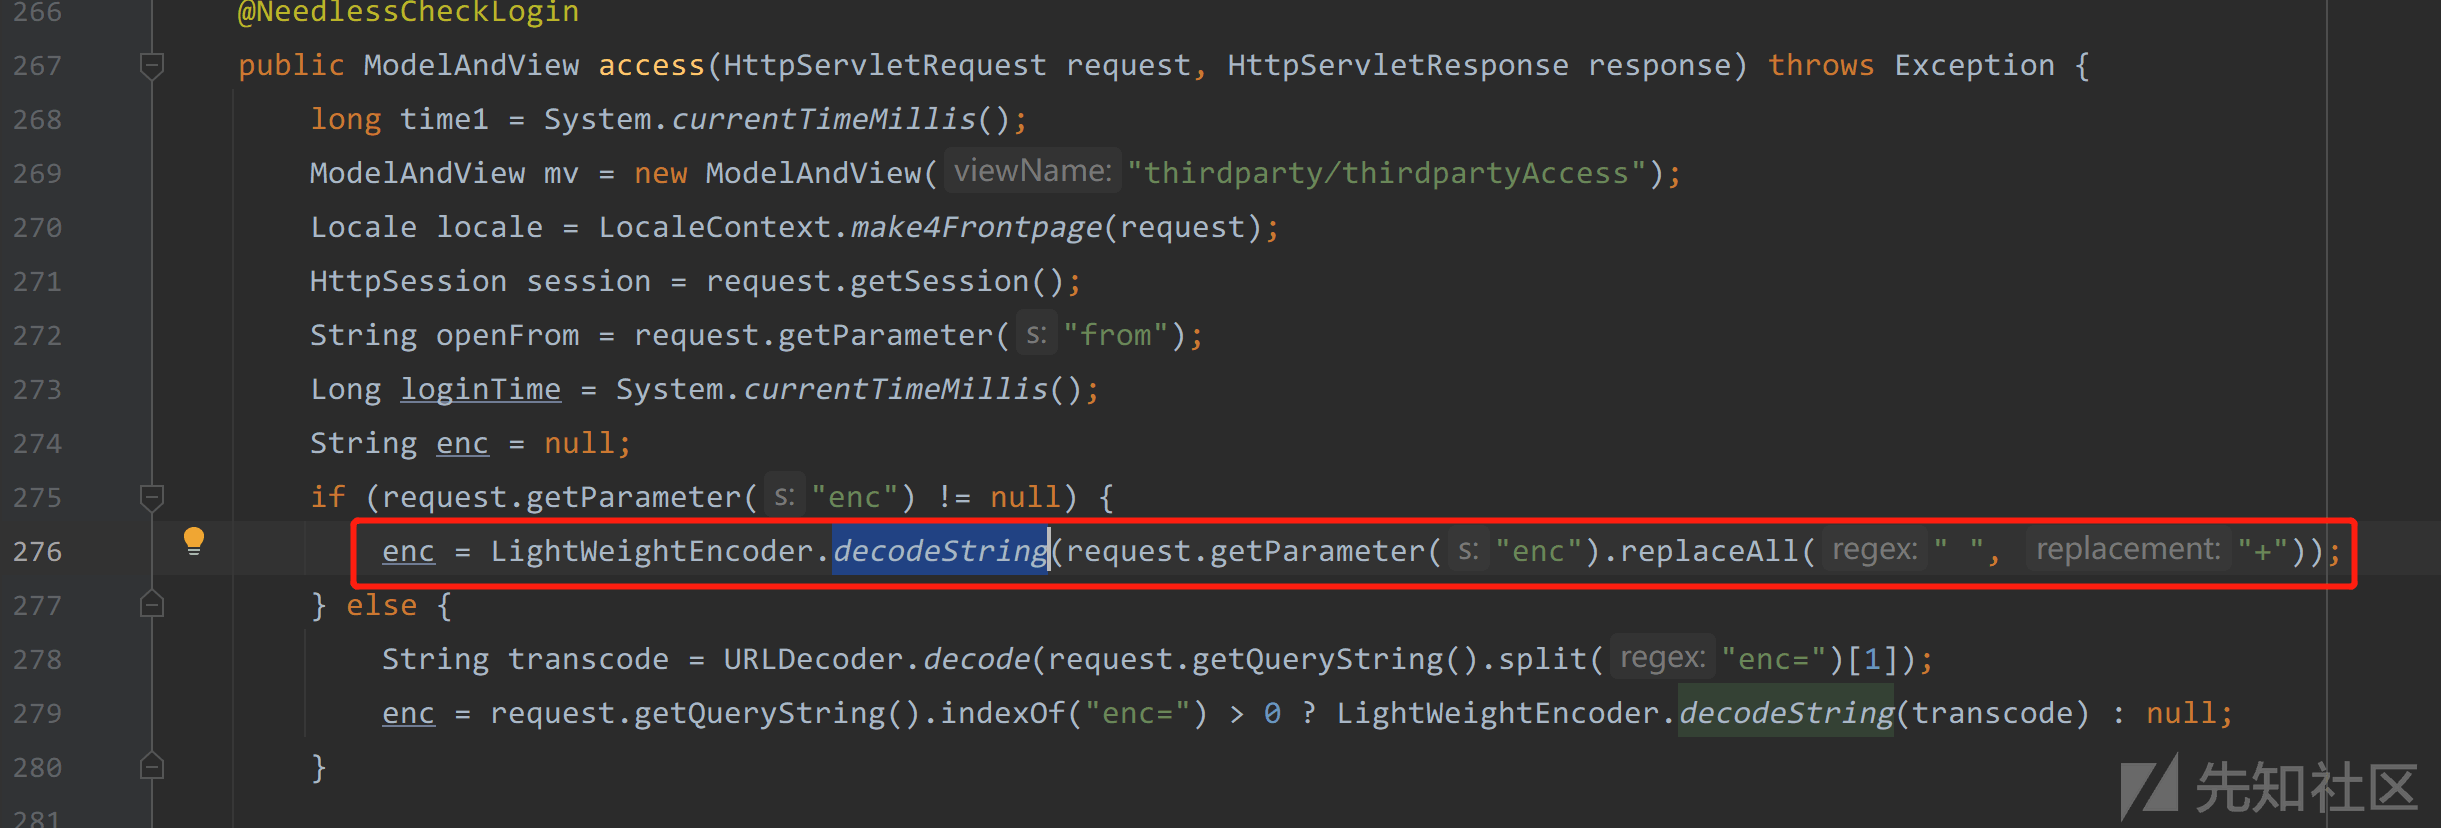 266 @NeedlessCheckLogin
267 public ModelAndView access(HttpServletRequest request, HttpServletResponse response) throws Exception {
268 long time1 = System.currentTimeMillis();
269 ModelAndView mv = new ModelAndView( viewName: "thirdparty/thirdpartyAccess");
270 Locale locale = LocaleContext.make4Frontpage(request);
271 HttpSession session = request.getSession();
272 String openFrom = request.getParameter( s: "from");
273 Long loginTime = System.currentTimeMillis();
274 String enc = null;
275 if (request.getParameter( s: "enc") != null) {
276 enc = LightWeightEncoder.decodeString(request.getParameter( s: "enc").replaceAll( regex: " ", replacement: "+"));
277 } else {
278 String transcode = URLDecoder.decode(request.getQueryString().split( regex: "enc=")[1]);
279 enc = request.getQueryString().indexOf("enc=") > 0 ? LightWeightEncoder.decodeString(transcode) : null;
280 }
281
先知社区